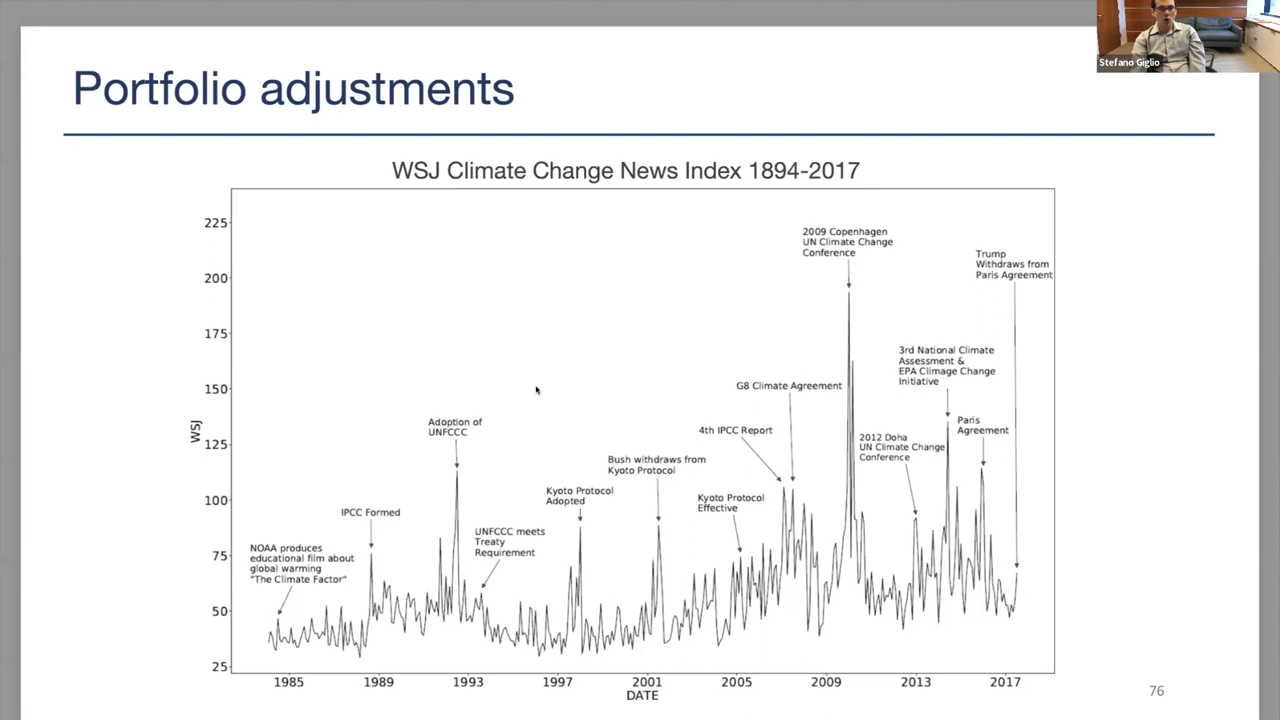 Stefano Giglio
Portfolio adjustments
WSJ Climate Change News Index 1894-2017
225
200
175
150
125
100
75
50
25
WSJ
2009 Copenhagen
UN Climate Change
Conference
Trump
Withdraws from
Paris Agreement
3rd National Climate
Assessment &
EPA Climage Change
Initiative
G8 Climate Agreement
Adoption of
UNFCCC
4th IPCC Report
2012 Doha
UN Climate Change
Conference
Paris
Agreement
Bush withdraws from
Kyoto Protocol
Kyoto Protocol
Adopted
Kyoto Protocol
Effective
IPCC Formed
UNFCCC meets
Treaty
Requirement
NOAA produces
educational film about
global warming
"The Climate Factor"
1985
1989
1993
1997
2001
2005
2009
2013
2017
DATE
76